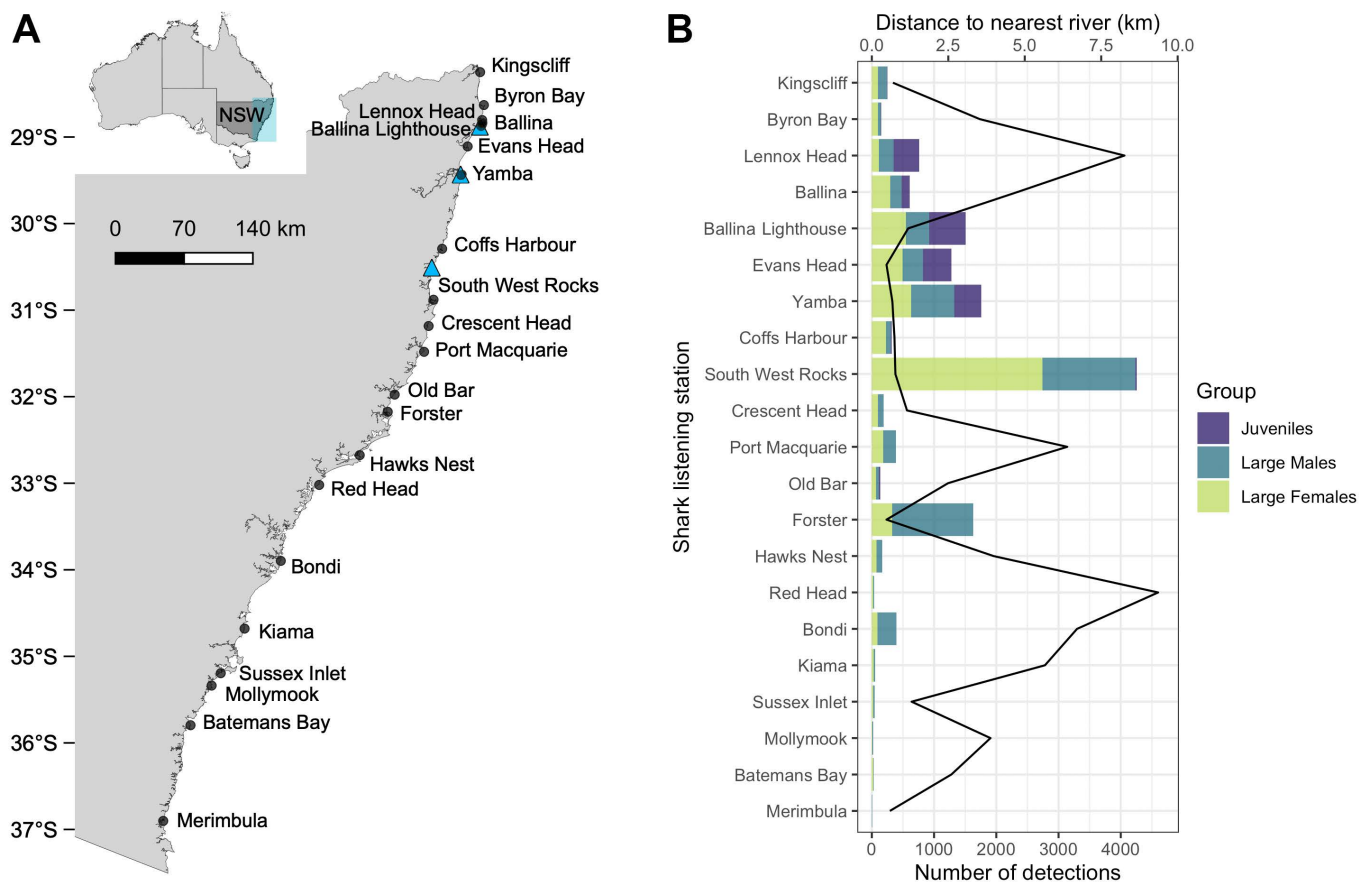 A
NSW
Kingscliff
Byron Bay
Lennox Head
Ballina Lighthouse
Ballina
Evans Head
Yamba
Coffs Harbour
South West Rocks
Crescent Head
Port Macquarie
Old Bar
Forster
Hawks Nest
Red Head
Bondi
Kiama
Sussex Inlet
Mollymook
Batemans Bay
Merimbula
29°S
30°S
31°S
32°S
33°S
34°S
35°S
36°S
37°S
0 70 140 km
B
Distance to nearest river (km)
0.0 2.5 5.0 7.5 10.0
Shark listening station
Kingscliff
Byron Bay
Lennox Head
Ballina
Ballina Lighthouse
Evans Head
Yamba
Coffs Harbour
South West Rocks
Crescent Head
Port Macquarie
Old Bar
Forster
Hawks Nest
Red Head
Bondi
Kiama
Sussex Inlet
Mollymook
Batemans Bay
Merimbula
0 1000 2000 3000 4000
Number of detections
Group
Juveniles
Large Males
Large Females